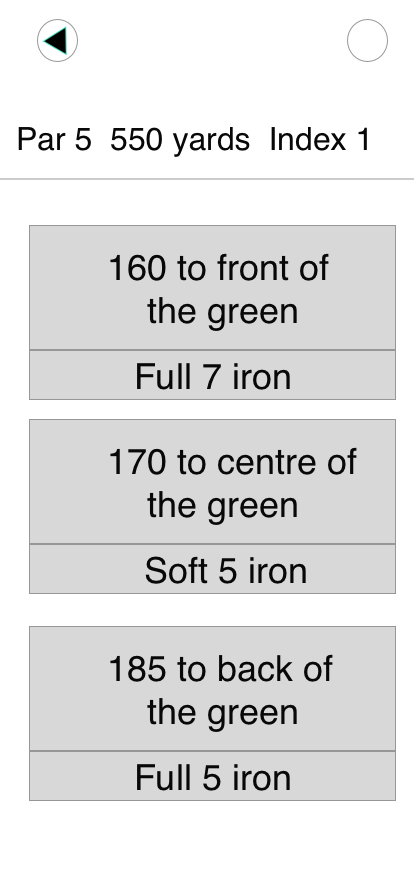 Par 5 550 yards Index 1
160 to front of
the green
Full 7 iron
170 to centre of
the green
Soft 5 iron
185 to back of
the green
Full 5 iron